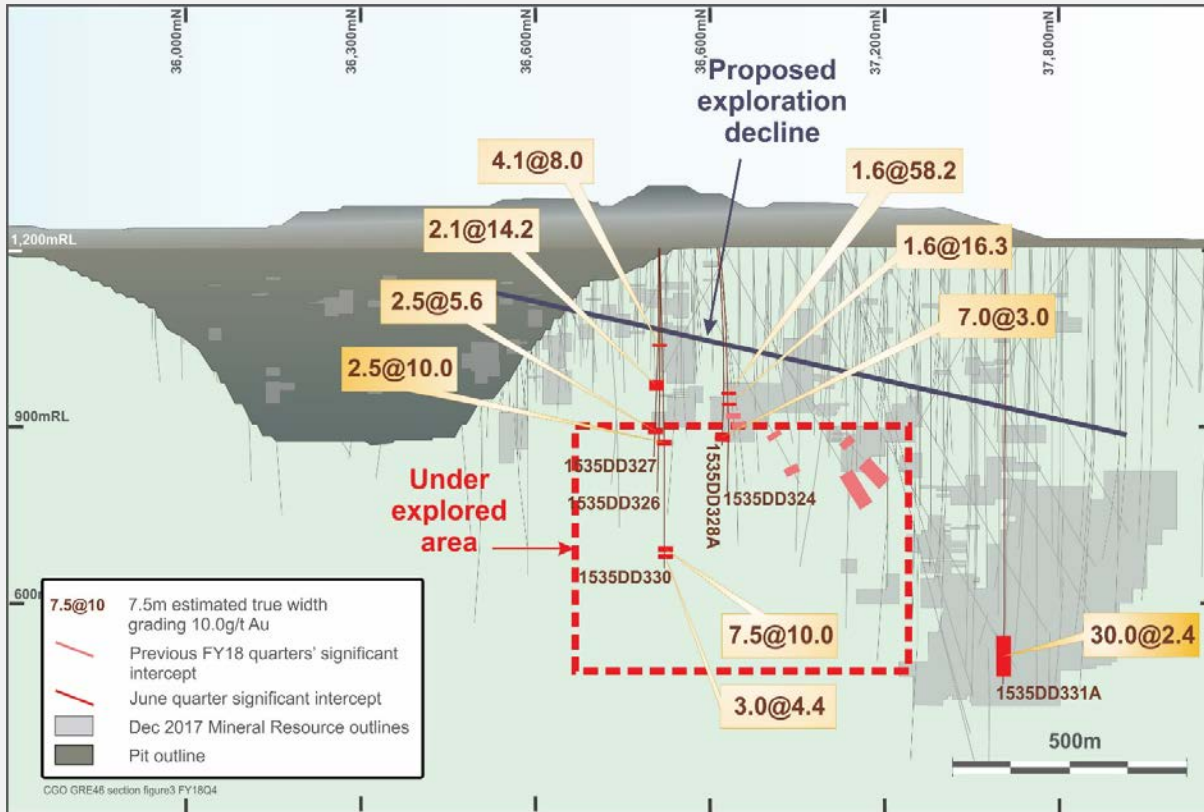 36,000mN
36,300mN
36,600mN
36,600mN
37,200mN
37,800mN
Proposed
exploration
decline
4.1@8.0
1.6@58.2
2.1@14.2
1.6@16.3
1,200mRL
2.5@5.6
7.0@3.0
2.5@10.0
900mRL
1535DD327
1535DD328A
1535DD324
Under
explored
area
1535DD326
1535DD330
600m
7.5@10.0
30.0@2.4
3.0@4.4
1535DD331A
500m
7.5@10 7.5m estimated true width
grading 10.0g/t Au
Previous FY18 quarters' significant
intercept
June quarter significant intercept
Dec 2017 Mineral Resource outlines
Pit outline
CGO GRE46 section figure3 FY18Q4